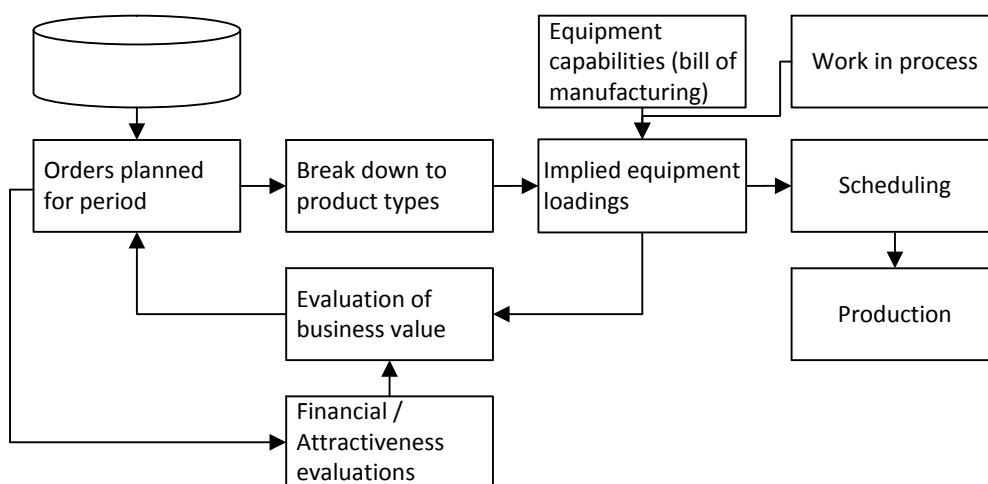 Equipment
capabilities (bill of
manufacturing)
Work in process
Orders planned
for period
Break down to
product types
Implied equipment
loadings
Scheduling
Evaluation of
business value
Production
Financial /
Attractiveness
evaluations